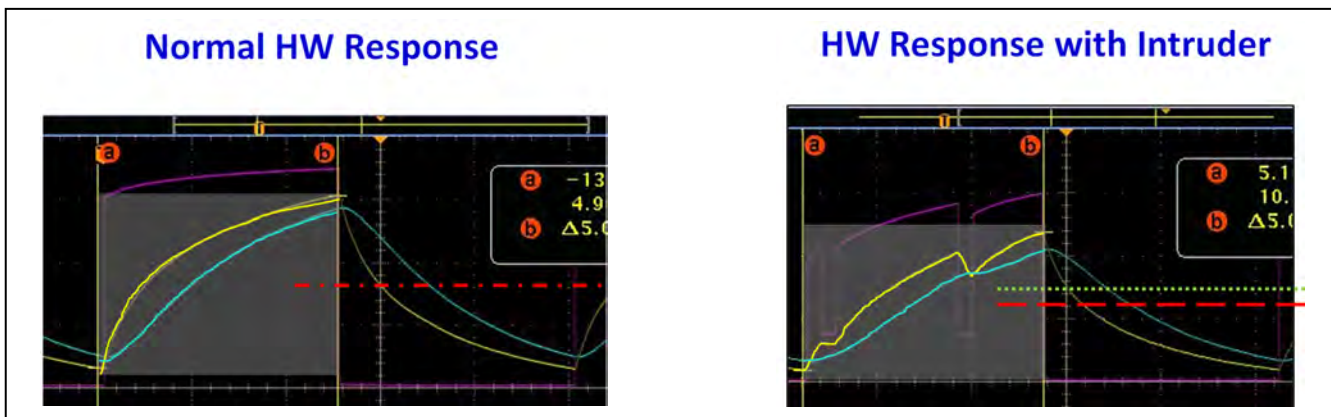 Normal HW Response
HW Response with Intruder
T
a
b
a -13
4.9
b Δ5.0
T
a
b
a 5.1
10.
b Δ5.0